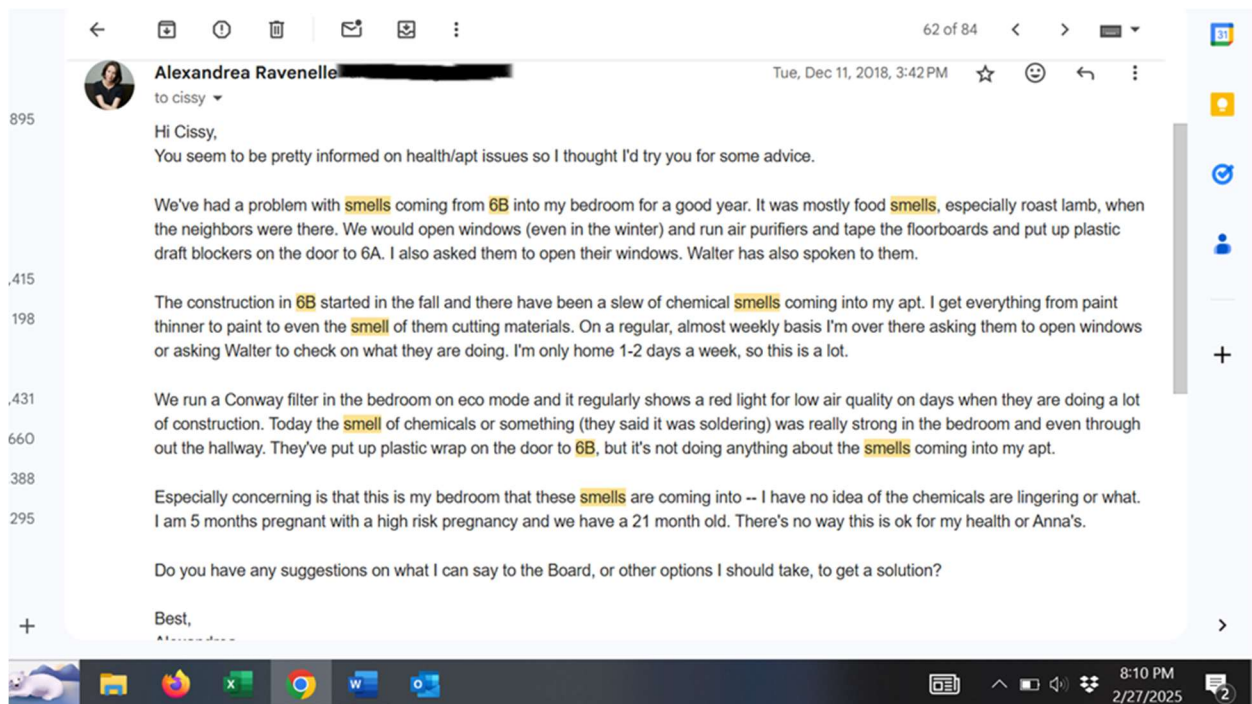 62 of 84
Alexandrea Ravenelle
Tue, Dec 11, 2018, 3:42 PM
to cissy
31
895
Hi Cissy,
You seem to be pretty informed on health/apt issues so I thought I'd try you for some advice.
We've had a problem with smells coming from 6B into my bedroom for a good year. It was mostly food smells, especially roast lamb, when
the neighbors were there. We would open windows (even in the winter) and run air purifiers and tape the floorboards and put up plastic
draft blockers on the door to 6A. I also asked them to open their windows. Walter has also spoken to them.
,415
The construction in 6B started in the fall and there have been a slew of chemical smells coming into my apt. I get everything from paint
198
thinner to paint to even the smell of them cutting materials. On a regular, almost weekly basis I'm over there asking them to open windows
or asking Walter to check on what they are doing. I'm only home 1-2 days a week, so this is a lot.
,431
We run a Conway filter in the bedroom on eco mode and it regularly shows a red light for low air quality on days when they are doing a lot
of construction. Today the smell of chemicals or something (they said it was soldering) was really strong in the bedroom and even through
660
out the hallway. They've put up plastic wrap on the door to 6B, but it's not doing anything about the smells coming into my apt.
388
Especially concerning is that this is my bedroom that these smells are coming into -- I have no idea of the chemicals are lingering or what.
295
I am 5 months pregnant with a high risk pregnancy and we have a 21 month old. There's no way this is ok for my health or Anna's.
Do you have any suggestions on what I can say to the Board, or other options I should take, to get a solution?
Best,
8:10 PM
2/27/2025
2